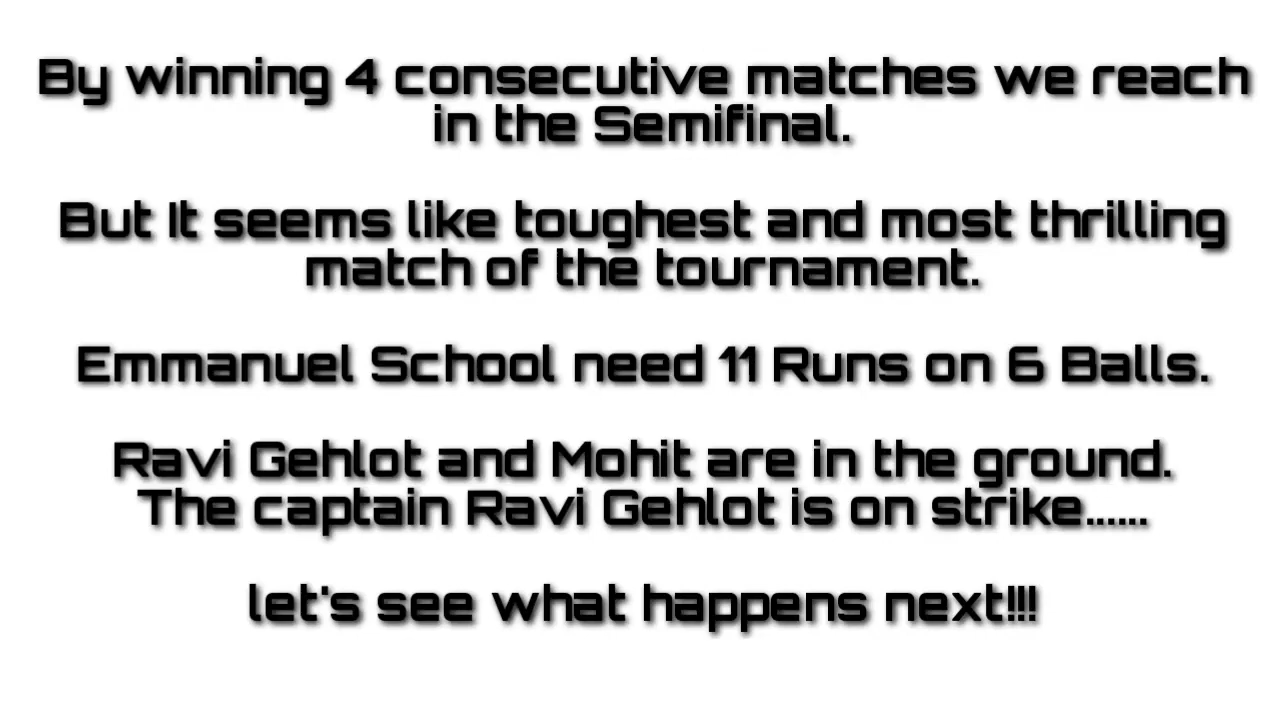 By winning 4 consecutive matches we reach
in the Semifinal.
But It seems like toughest and most thrilling
match of the tournament.
Emmanuel School need 11 Runs on 6 Balls.
Ravi Gehlot and Mohit are in the ground.
The captain Ravi Gehlot is on strike......
let's see what happens next!!!